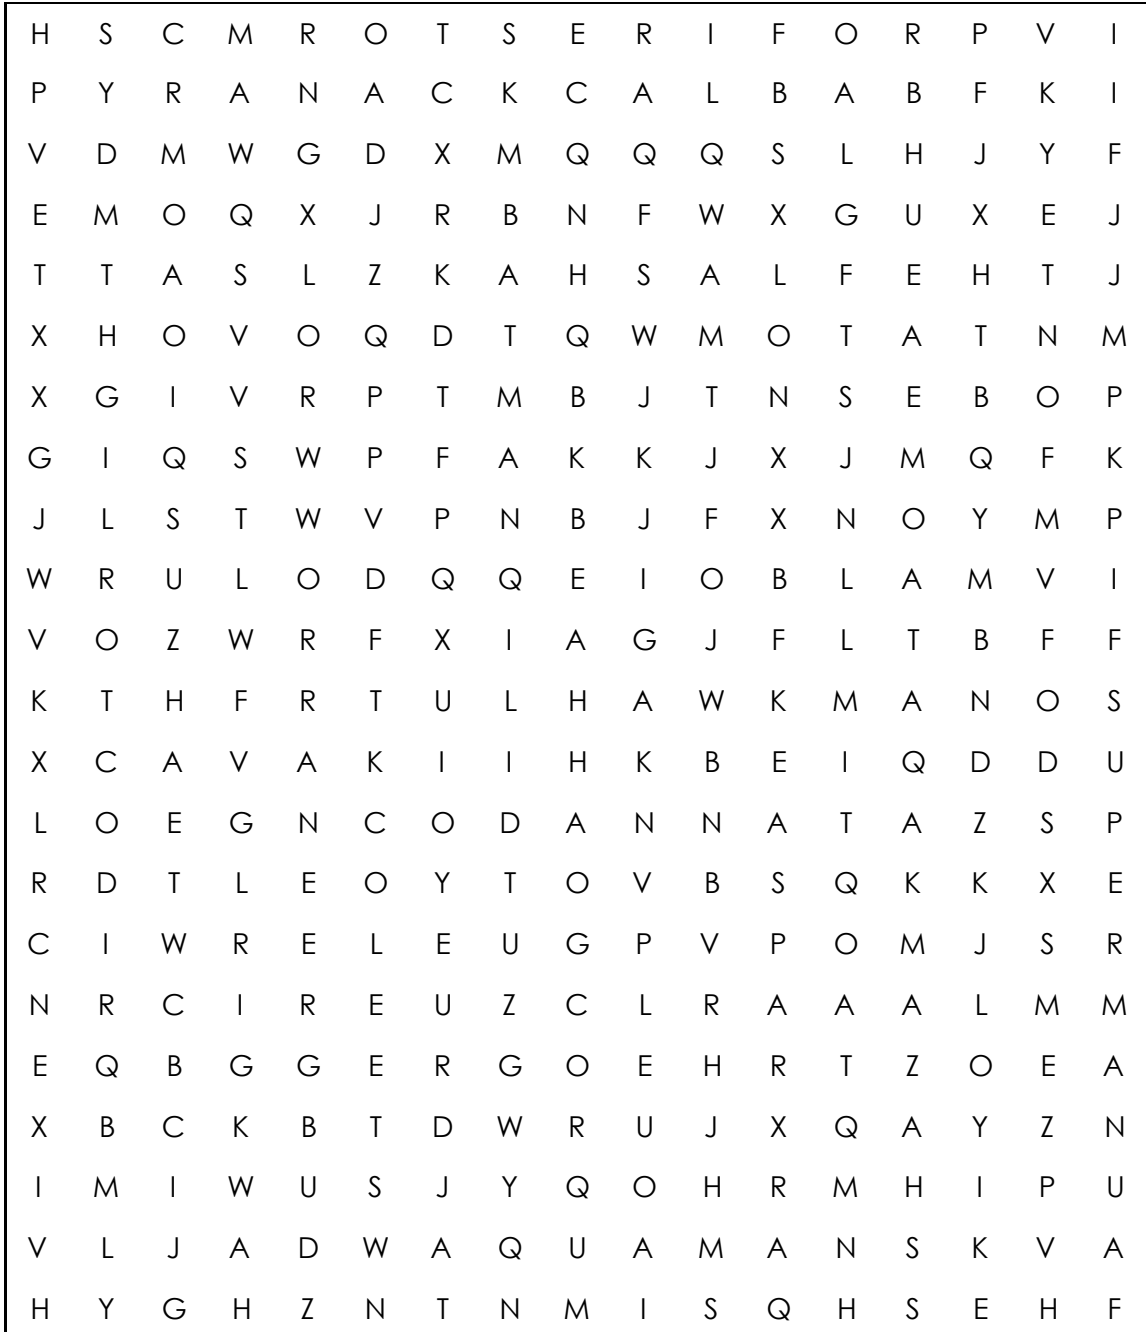 H S C M R O T S E R I F O R P V I
P Y R A N A C K C A L B A B F K I
V D M W G D X M Q Q Q S L H J Y F
E M O Q X J R B N F W X G U X E J
T T A S L Z K A H S A L F E H T J
X H O V O Q D T Q W M O T A T N M
X G I V R P T M B J T N S E B O P
G I Q S W P F A K K J X J M Q F K
J L S T W V P N B J F X N O Y M P
W R U L O D Q Q E I O B L A M V I
V O Z W R F X I A G J F L T B F F
K T H F R T U L H A W K M A N O S
X C A V A K I I H K B E I Q D D U
L O E G N C O D A N N A T A Z S P
R D T L E O Y T O V B S Q K K X E
C I W R E L E U G P V P O M J S R
N R C I R E U Z C L R A A A L M M
E Q B G G E R G O E H R T Z O E A
X B C K B T D W R U J X Q A Y Z N
I M I W U S J Y Q O H R M H I P U
V L J A D W A Q U A M A N S K V A
H Y G H Z N T N M I S Q H S E H F